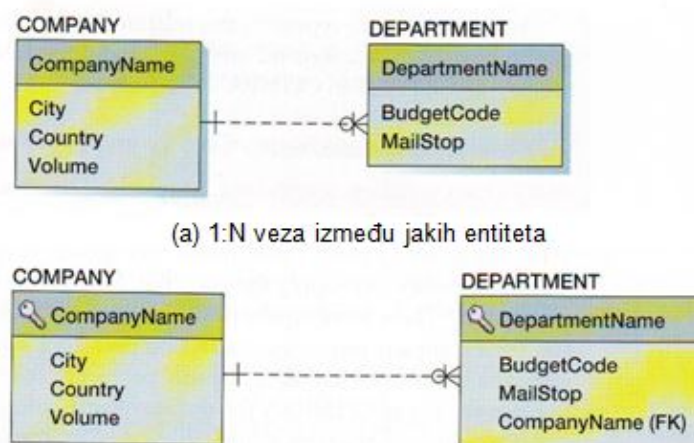 COMPANY
CompanyName
City
Country
Volume
DEPARTMENT
DepartmentName
BudgetCode
MailStop
(a) 1:N veza između jakih entiteta
COMPANY
CompanyName
City
Country
Volume
DEPARTMENT
DepartmentName
BudgetCode
MailStop
CompanyName (FK)